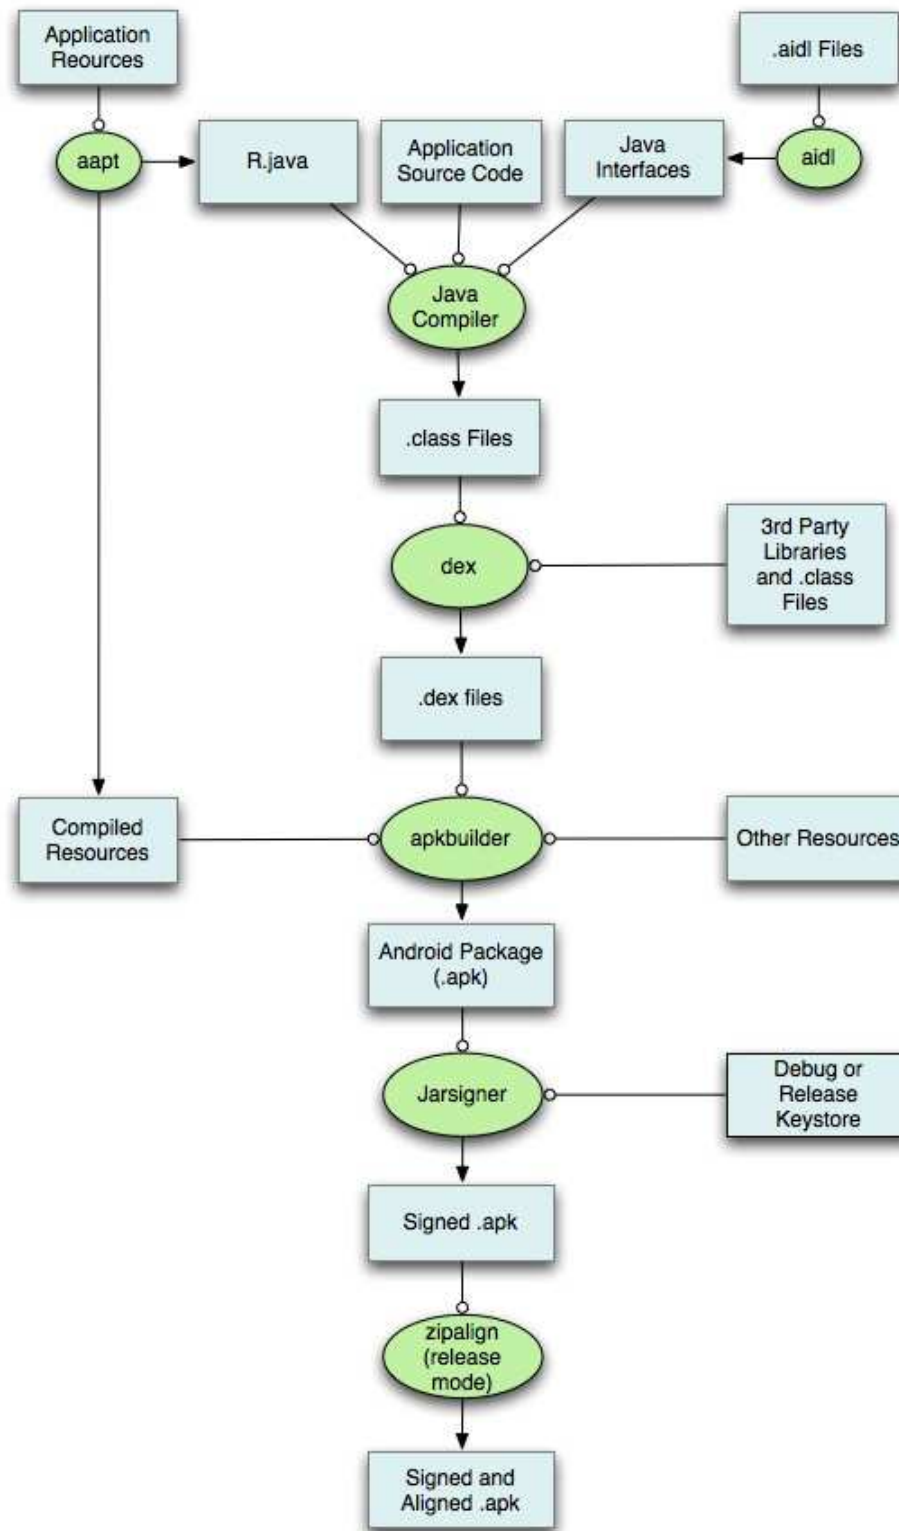 Application
Reources
.aidl Files
aapt
R.java
Application
Source Code
Java
Interfaces
aidl
Java
Compiler
.class Files
dex
3rd Party
Libraries
and .class
Files
.dex files
Compiled
Resources
apkbuilder
Other Resources
Android Package
(.apk)
Jarsigner
Debug or
Release
Keystore
Signed .apk
zipalign
(release
mode)
Signed and
Aligned .apk